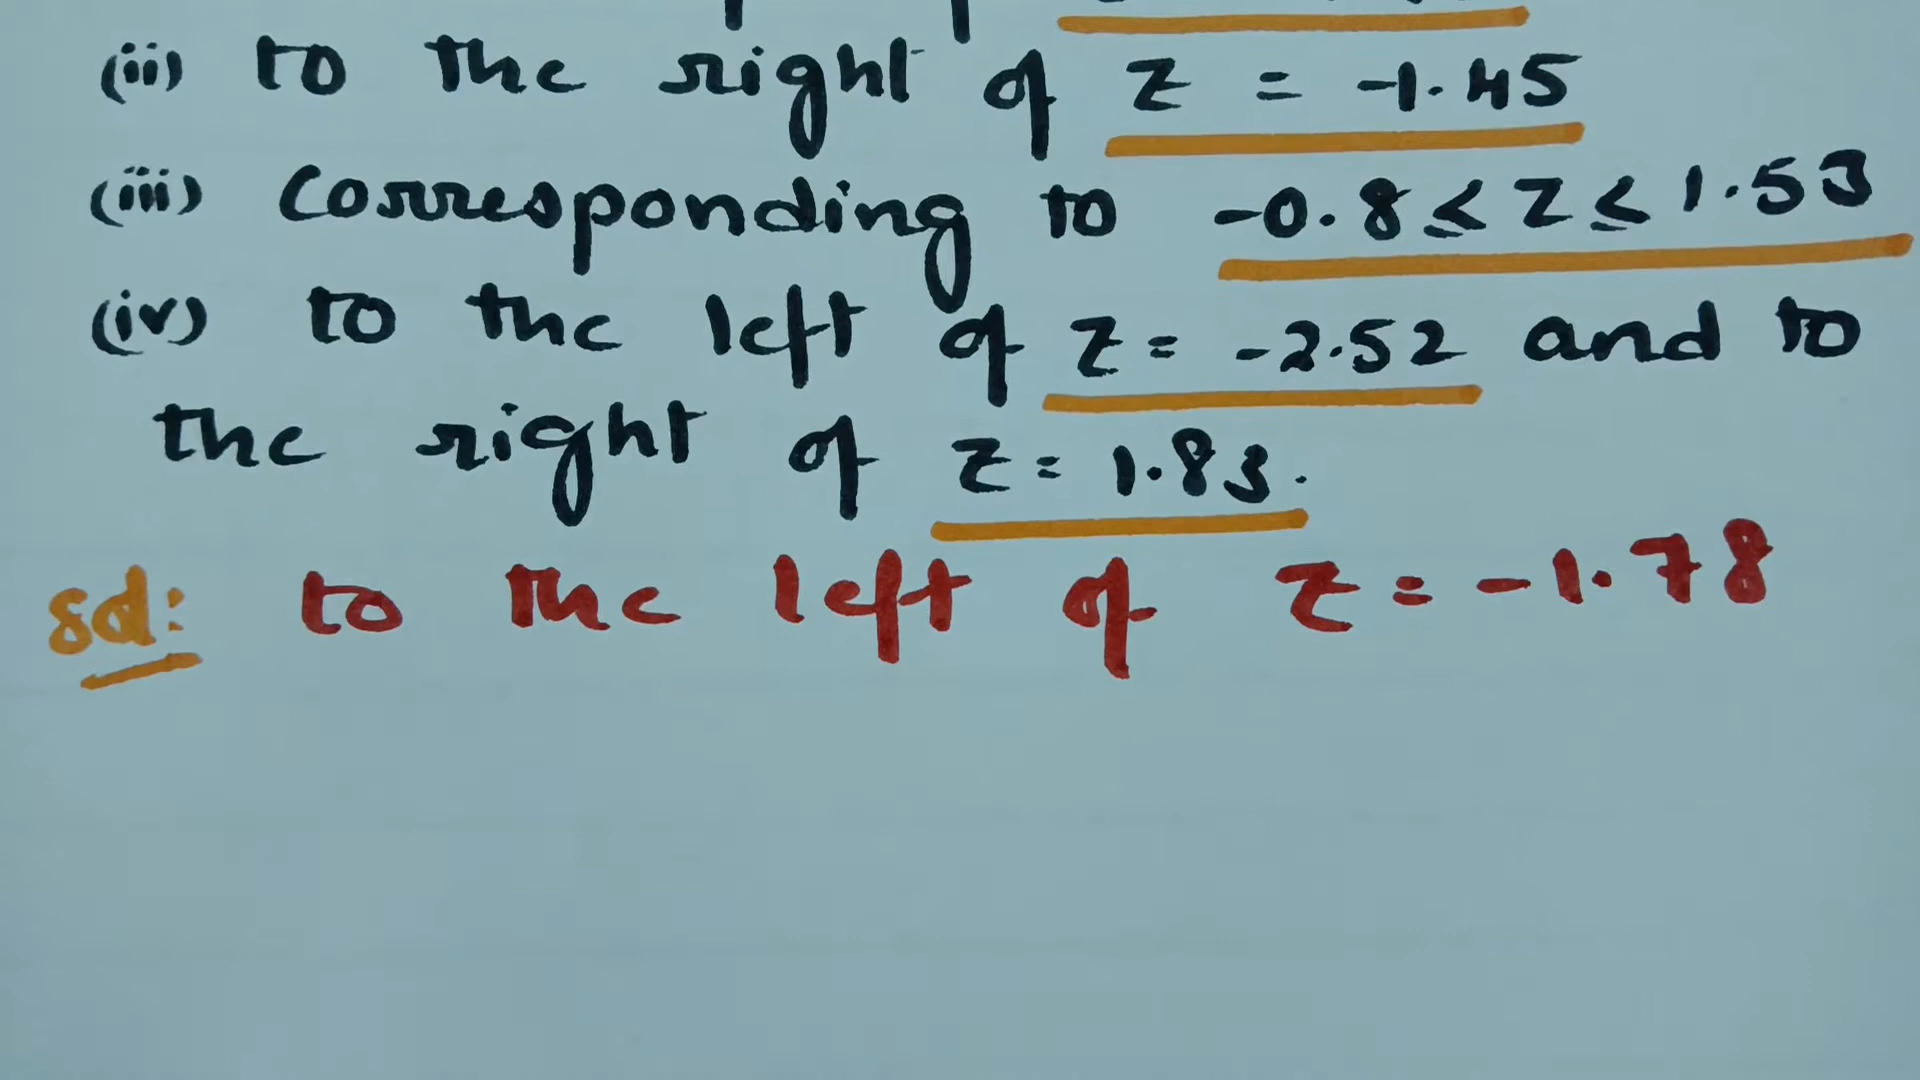 (ii) to the right of z = -1.45
(iii) corresponding to -0.8 ≤ z ≤ 1.53
(iv) to the left of z = -2.52 and to
the right of z = 1.83.
sol: to the left of z = -1.78